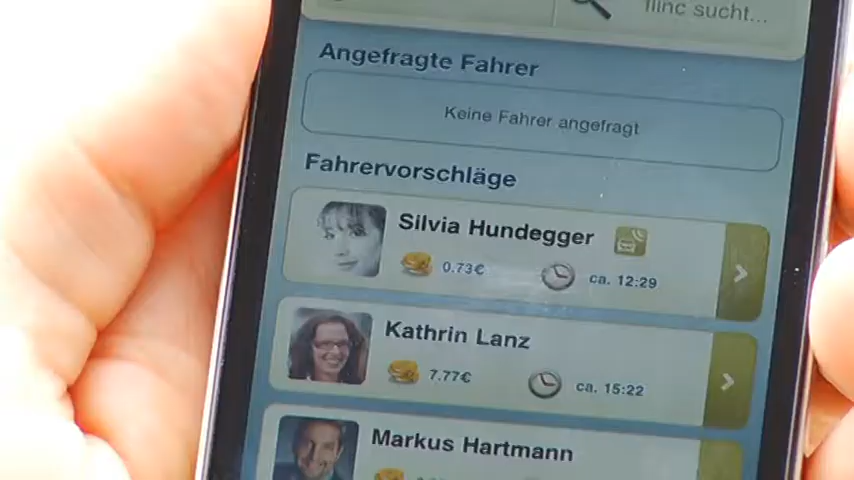 flinc sucht...
Angefragte Fahrer
Keine Fahrer angefragt
Fahrervorschläge
Silvia Hundegger
0.73€ ca. 12:29
Kathrin Lanz
7.77€ ca. 15:22
Markus Hartmann